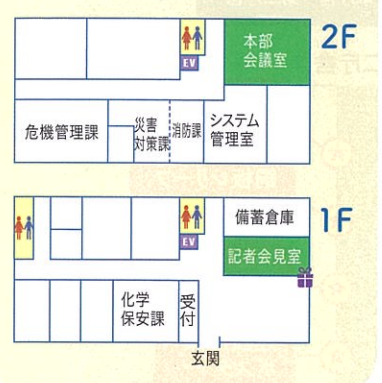 2F
本部
会議室
EV
危機管理課
災害
対策課
消防課
システム
管理室
1F
備蓄倉庫
EV
記者会見室
化学
保安課
受
付
玄関